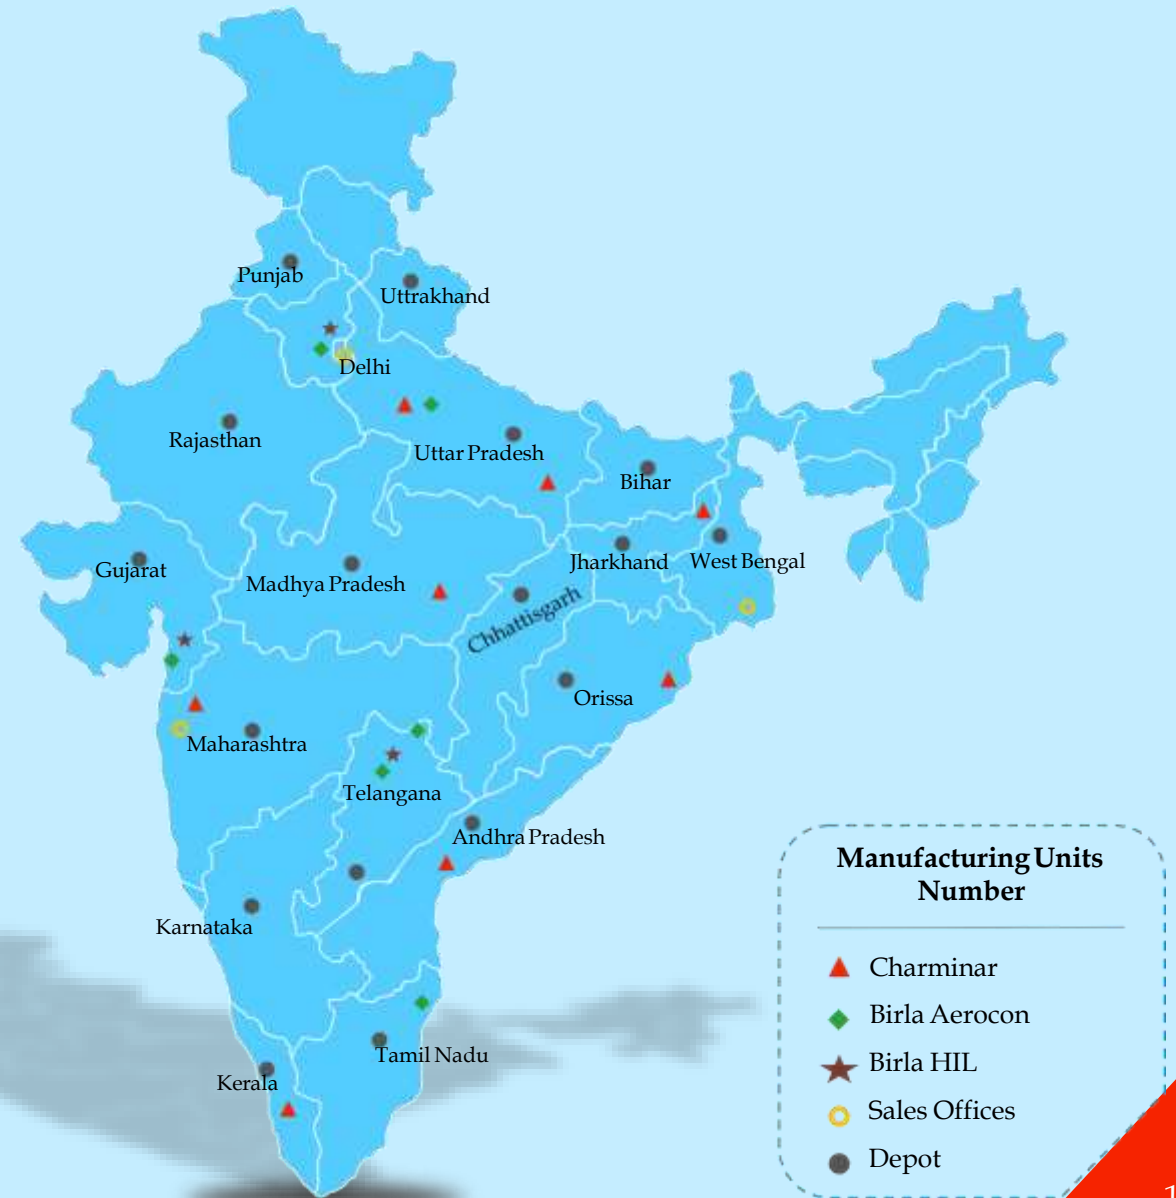 Punjab
Uttrakhand
Delhi
Rajasthan
Uttar Pradesh
Bihar
Gujarat
Madhya Pradesh
Jharkhand
West Bengal
Chhattisgarh
Orissa
Maharashtra
Telangana
Andhra Pradesh
Karnataka
Tamil Nadu
Kerala
Manufacturing Units
Number
Charminar
Birla Aerocon
Birla HIL
Sales Offices
Depot